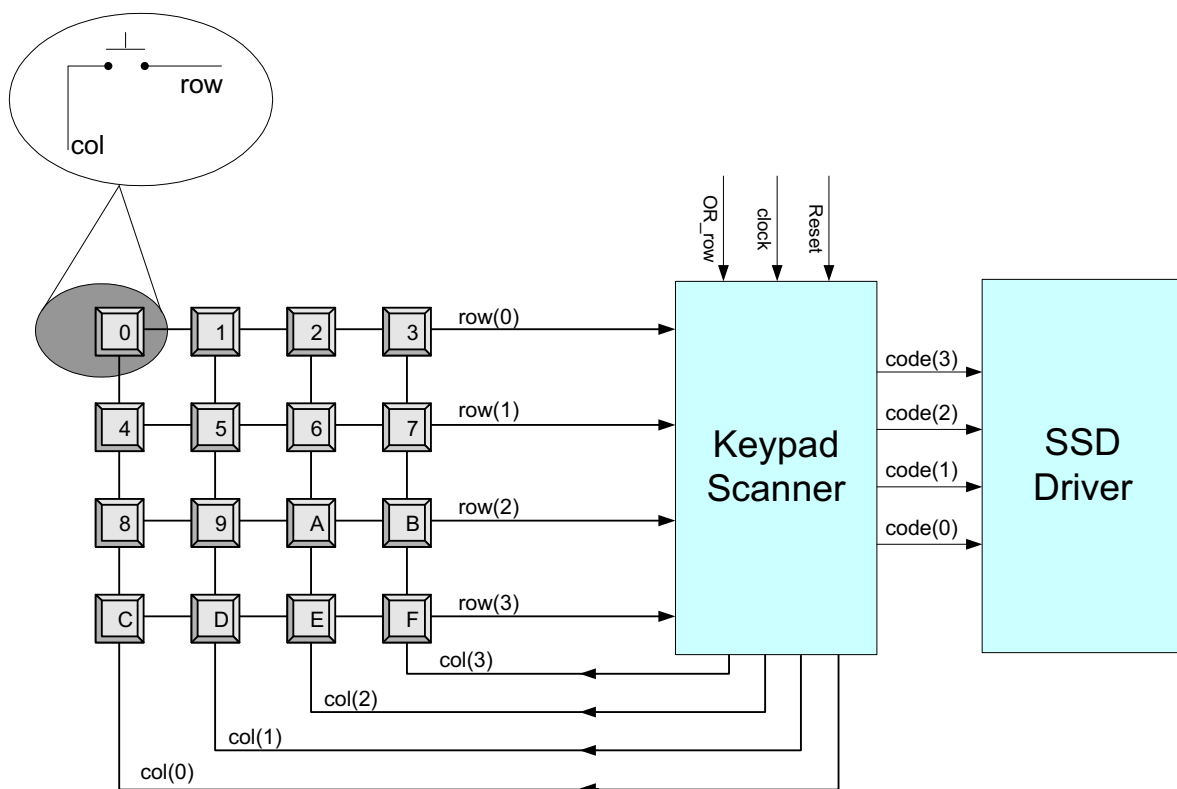 row
col
OR_row
clock
Reset
0 1 2 3 row(0)
4 5 6 7 row(1)
8 9 A B row(2)
C D E F row(3)
Keypad
Scanner
code(3)
code(2)
code(1)
code(0)
SSD
Driver
col(3)
col(2)
col(1)
col(0)